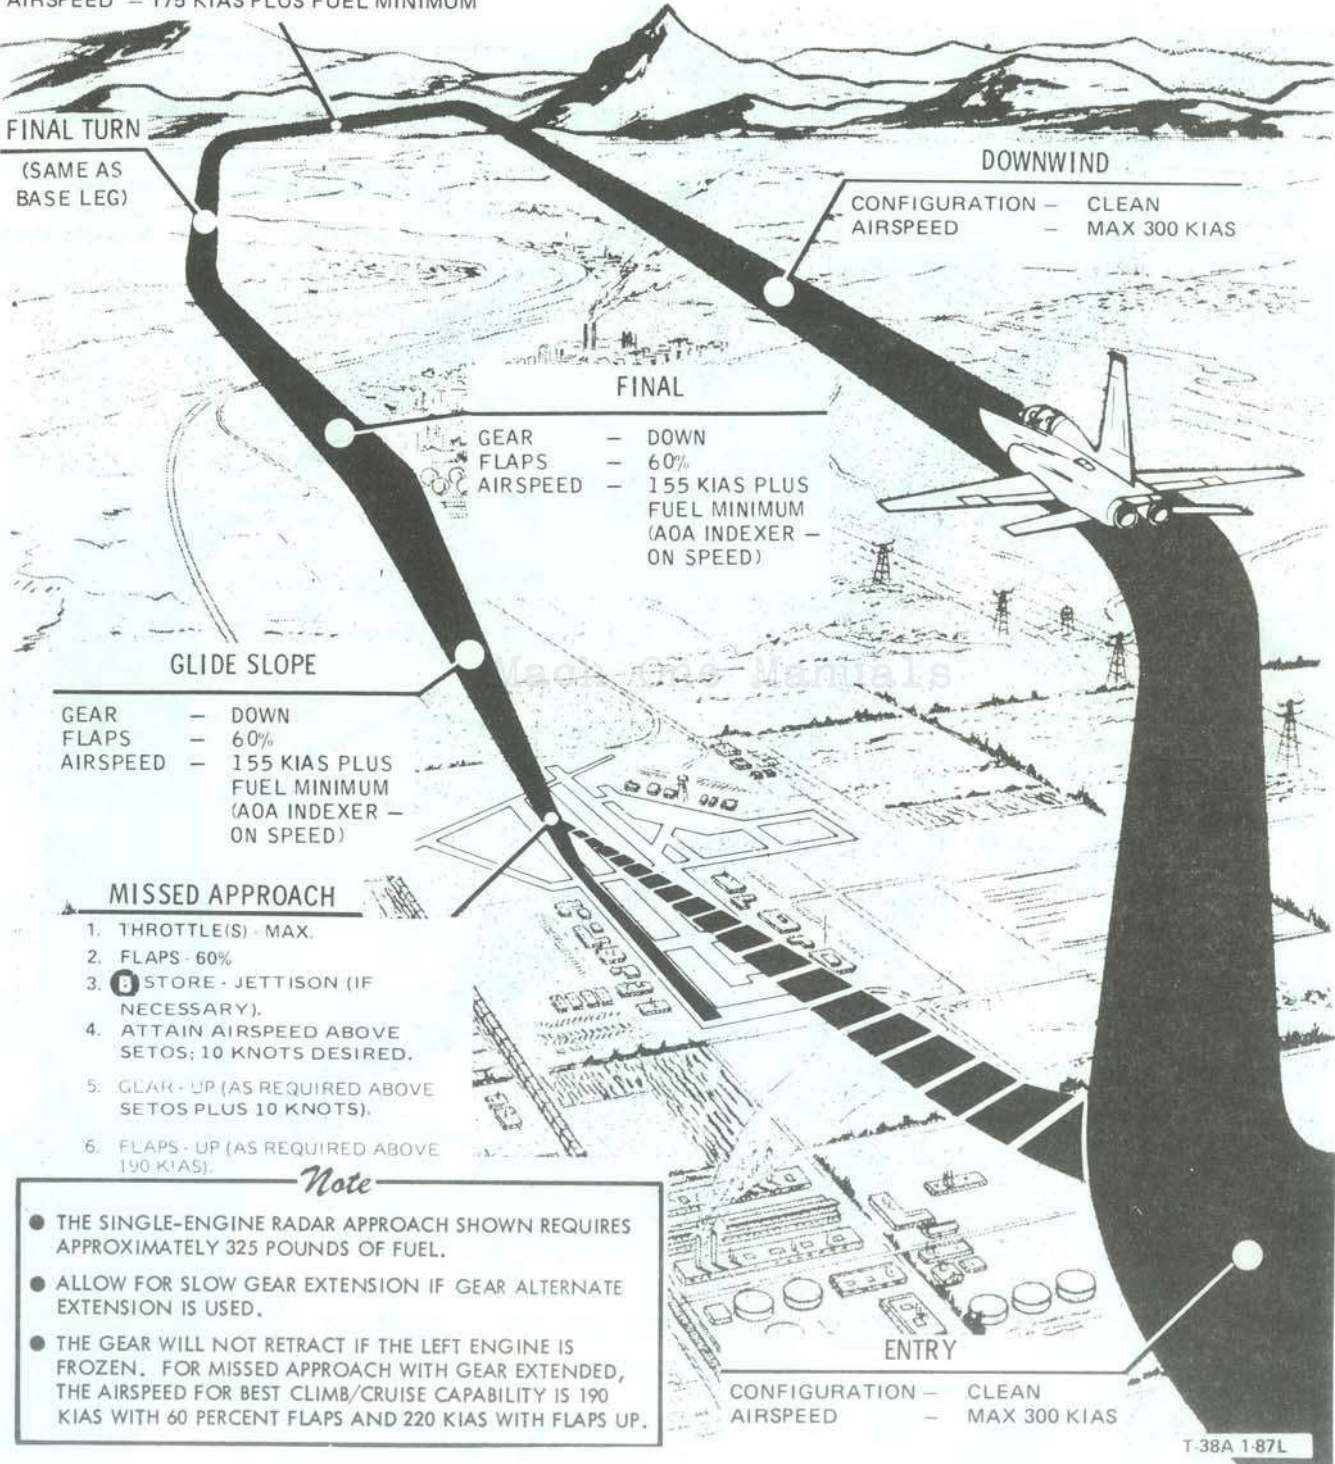 AIRSPEED – 175 KIAS PLUS FUEL MINIMUM
FINAL TURN
(SAME AS
BASE LEG)
DOWNWIND
CONFIGURATION – CLEAN
AIRSPEED – MAX 300 KIAS
FINAL
GEAR – DOWN
FLAPS – 60%
AIRSPEED – 155 KIAS PLUS
FUEL MINIMUM
(AOA INDEXER –
ON SPEED)
Mach One Manuals
GLIDE SLOPE
GEAR – DOWN
FLAPS – 60%
AIRSPEED – 155 KIAS PLUS
FUEL MINIMUM
(AOA INDEXER –
ON SPEED)
MISSED APPROACH
1. THROTTLE(S) - MAX.
2. FLAPS - 60%
3. B STORE - JETTISON (IF
NECESSARY).
4. ATTAIN AIRSPEED ABOVE
SETOS; 10 KNOTS DESIRED.
5. GEAR - UP (AS REQUIRED ABOVE
SETOS PLUS 10 KNOTS).
6. FLAPS - UP (AS REQUIRED ABOVE
190 KIAS).
Note
● THE SINGLE-ENGINE RADAR APPROACH SHOWN REQUIRES
APPROXIMATELY 325 POUNDS OF FUEL.
● ALLOW FOR SLOW GEAR EXTENSION IF GEAR ALTERNATE
EXTENSION IS USED.
● THE GEAR WILL NOT RETRACT IF THE LEFT ENGINE IS
FROZEN. FOR MISSED APPROACH WITH GEAR EXTENDED,
THE AIRSPEED FOR BEST CLIMB/CRUISE CAPABILITY IS 190
KIAS WITH 60 PERCENT FLAPS AND 220 KIAS WITH FLAPS UP.
ENTRY
CONFIGURATION – CLEAN
AIRSPEED – MAX 300 KIAS
T-38A 1-87L